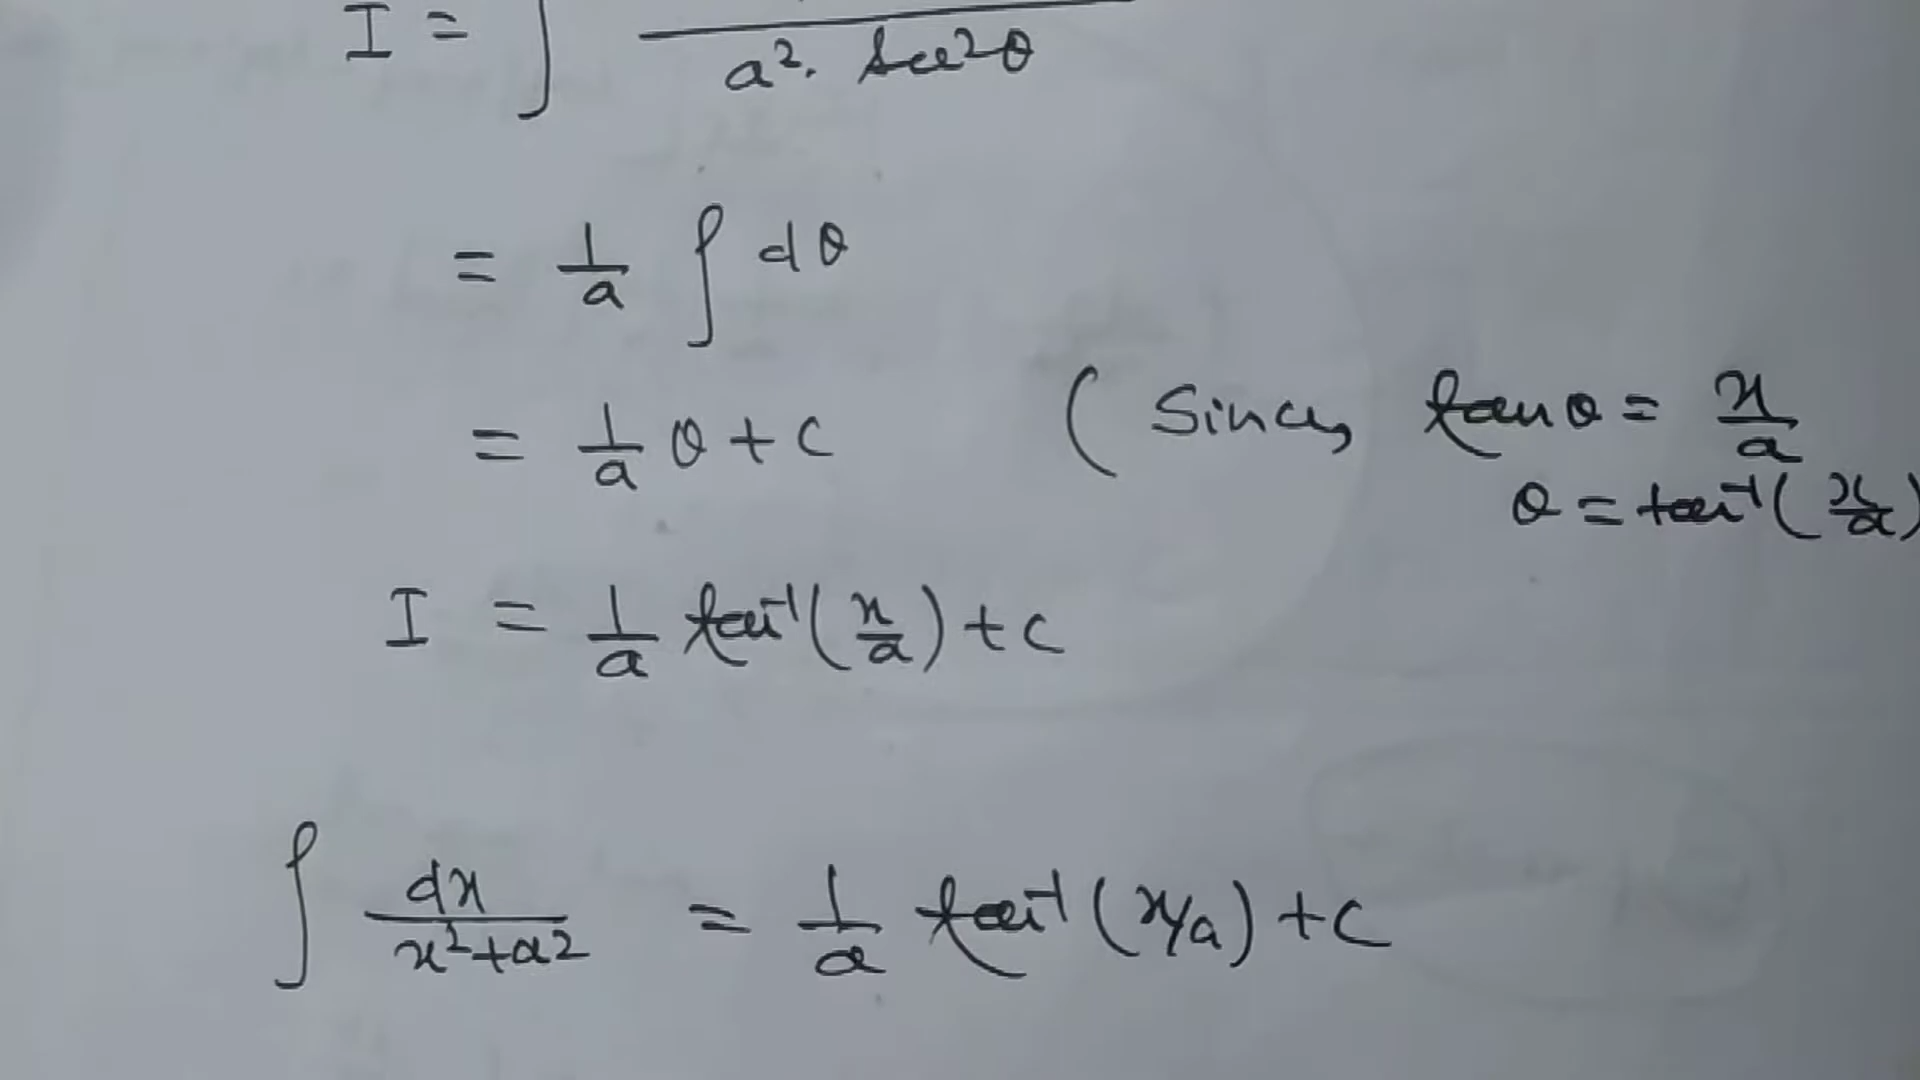 I = ∫ ―― / a². Sec²θ
= 1/a ∫ dθ
= 1/a θ + c ( Since, tanθ = x/a
θ = tan⁻¹(x/a)
I = 1/a tan⁻¹(x/a) + c
∫ dx/(x²+a²) = 1/a tan⁻¹(x/a) + c